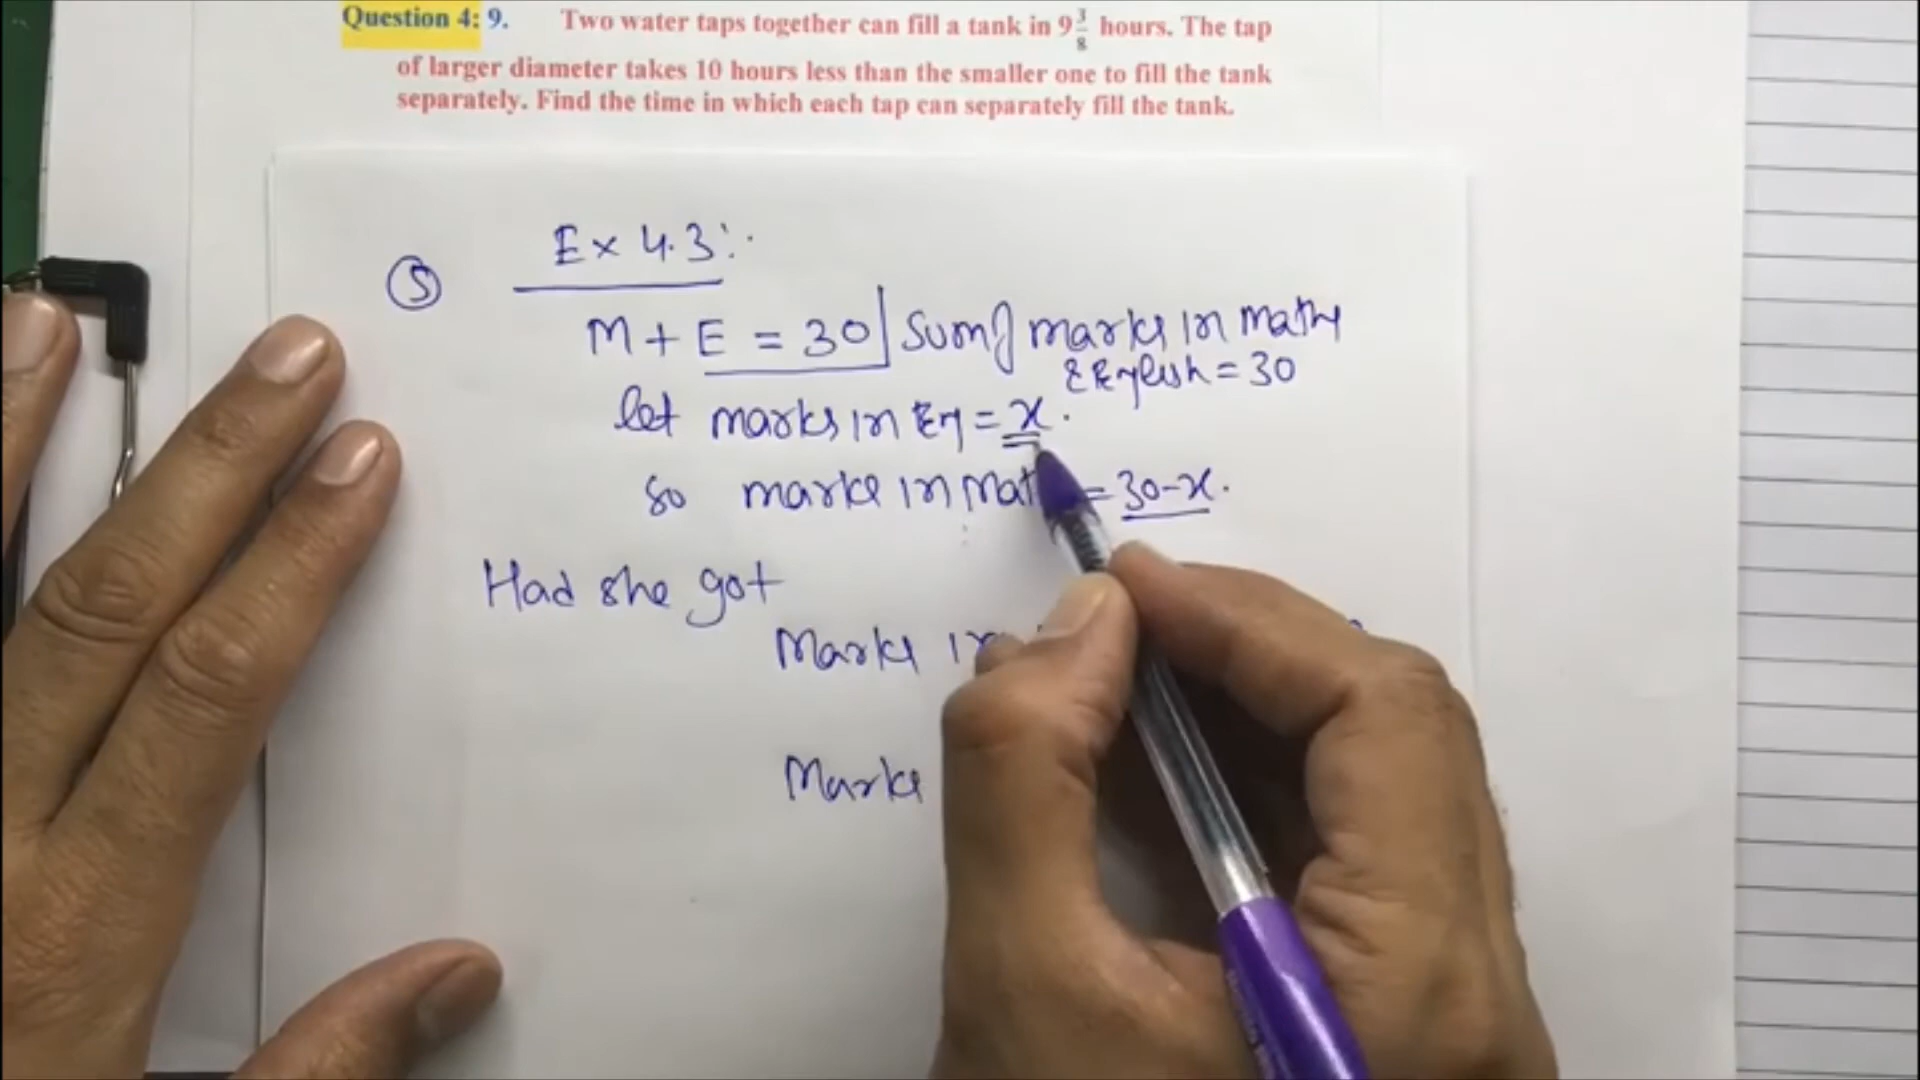 Question 4: 9. Two water taps together can fill a tank in 9 3/8 hours. The tap
of larger diameter takes 10 hours less than the smaller one to fill the tank
separately. Find the time in which each tap can separately fill the tank.
Ex 4.3:.
⑤
M + E = 30 Sum of marks in maths
& English = 30
let marks in Eng = x.
so marks in = 30-x.
Had she got
Marks in
Marks